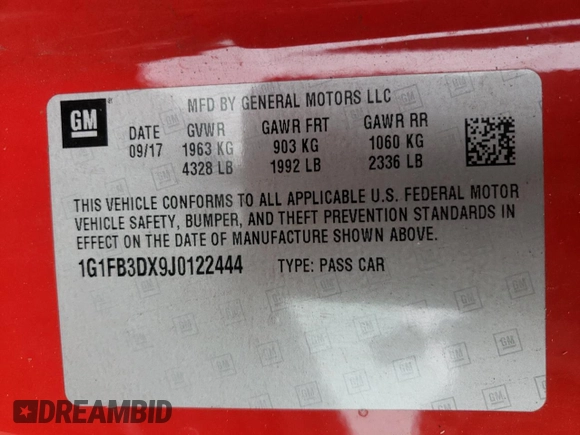 GM
MFD BY GENERAL MOTORS LLC
DATE GVWR GAWR FRT GAWR RR
09/17 1963 KG 903 KG 1060 KG
4328 LB 1992 LB 2336 LB
THIS VEHICLE CONFORMS TO ALL APPLICABLE U.S. FEDERAL MOTOR
VEHICLE SAFETY, BUMPER, AND THEFT PREVENTION STANDARDS IN
EFFECT ON THE DATE OF MANUFACTURE SHOWN ABOVE.
1G1FB3DX9J0122444 TYPE: PASS CAR
DREAMBID